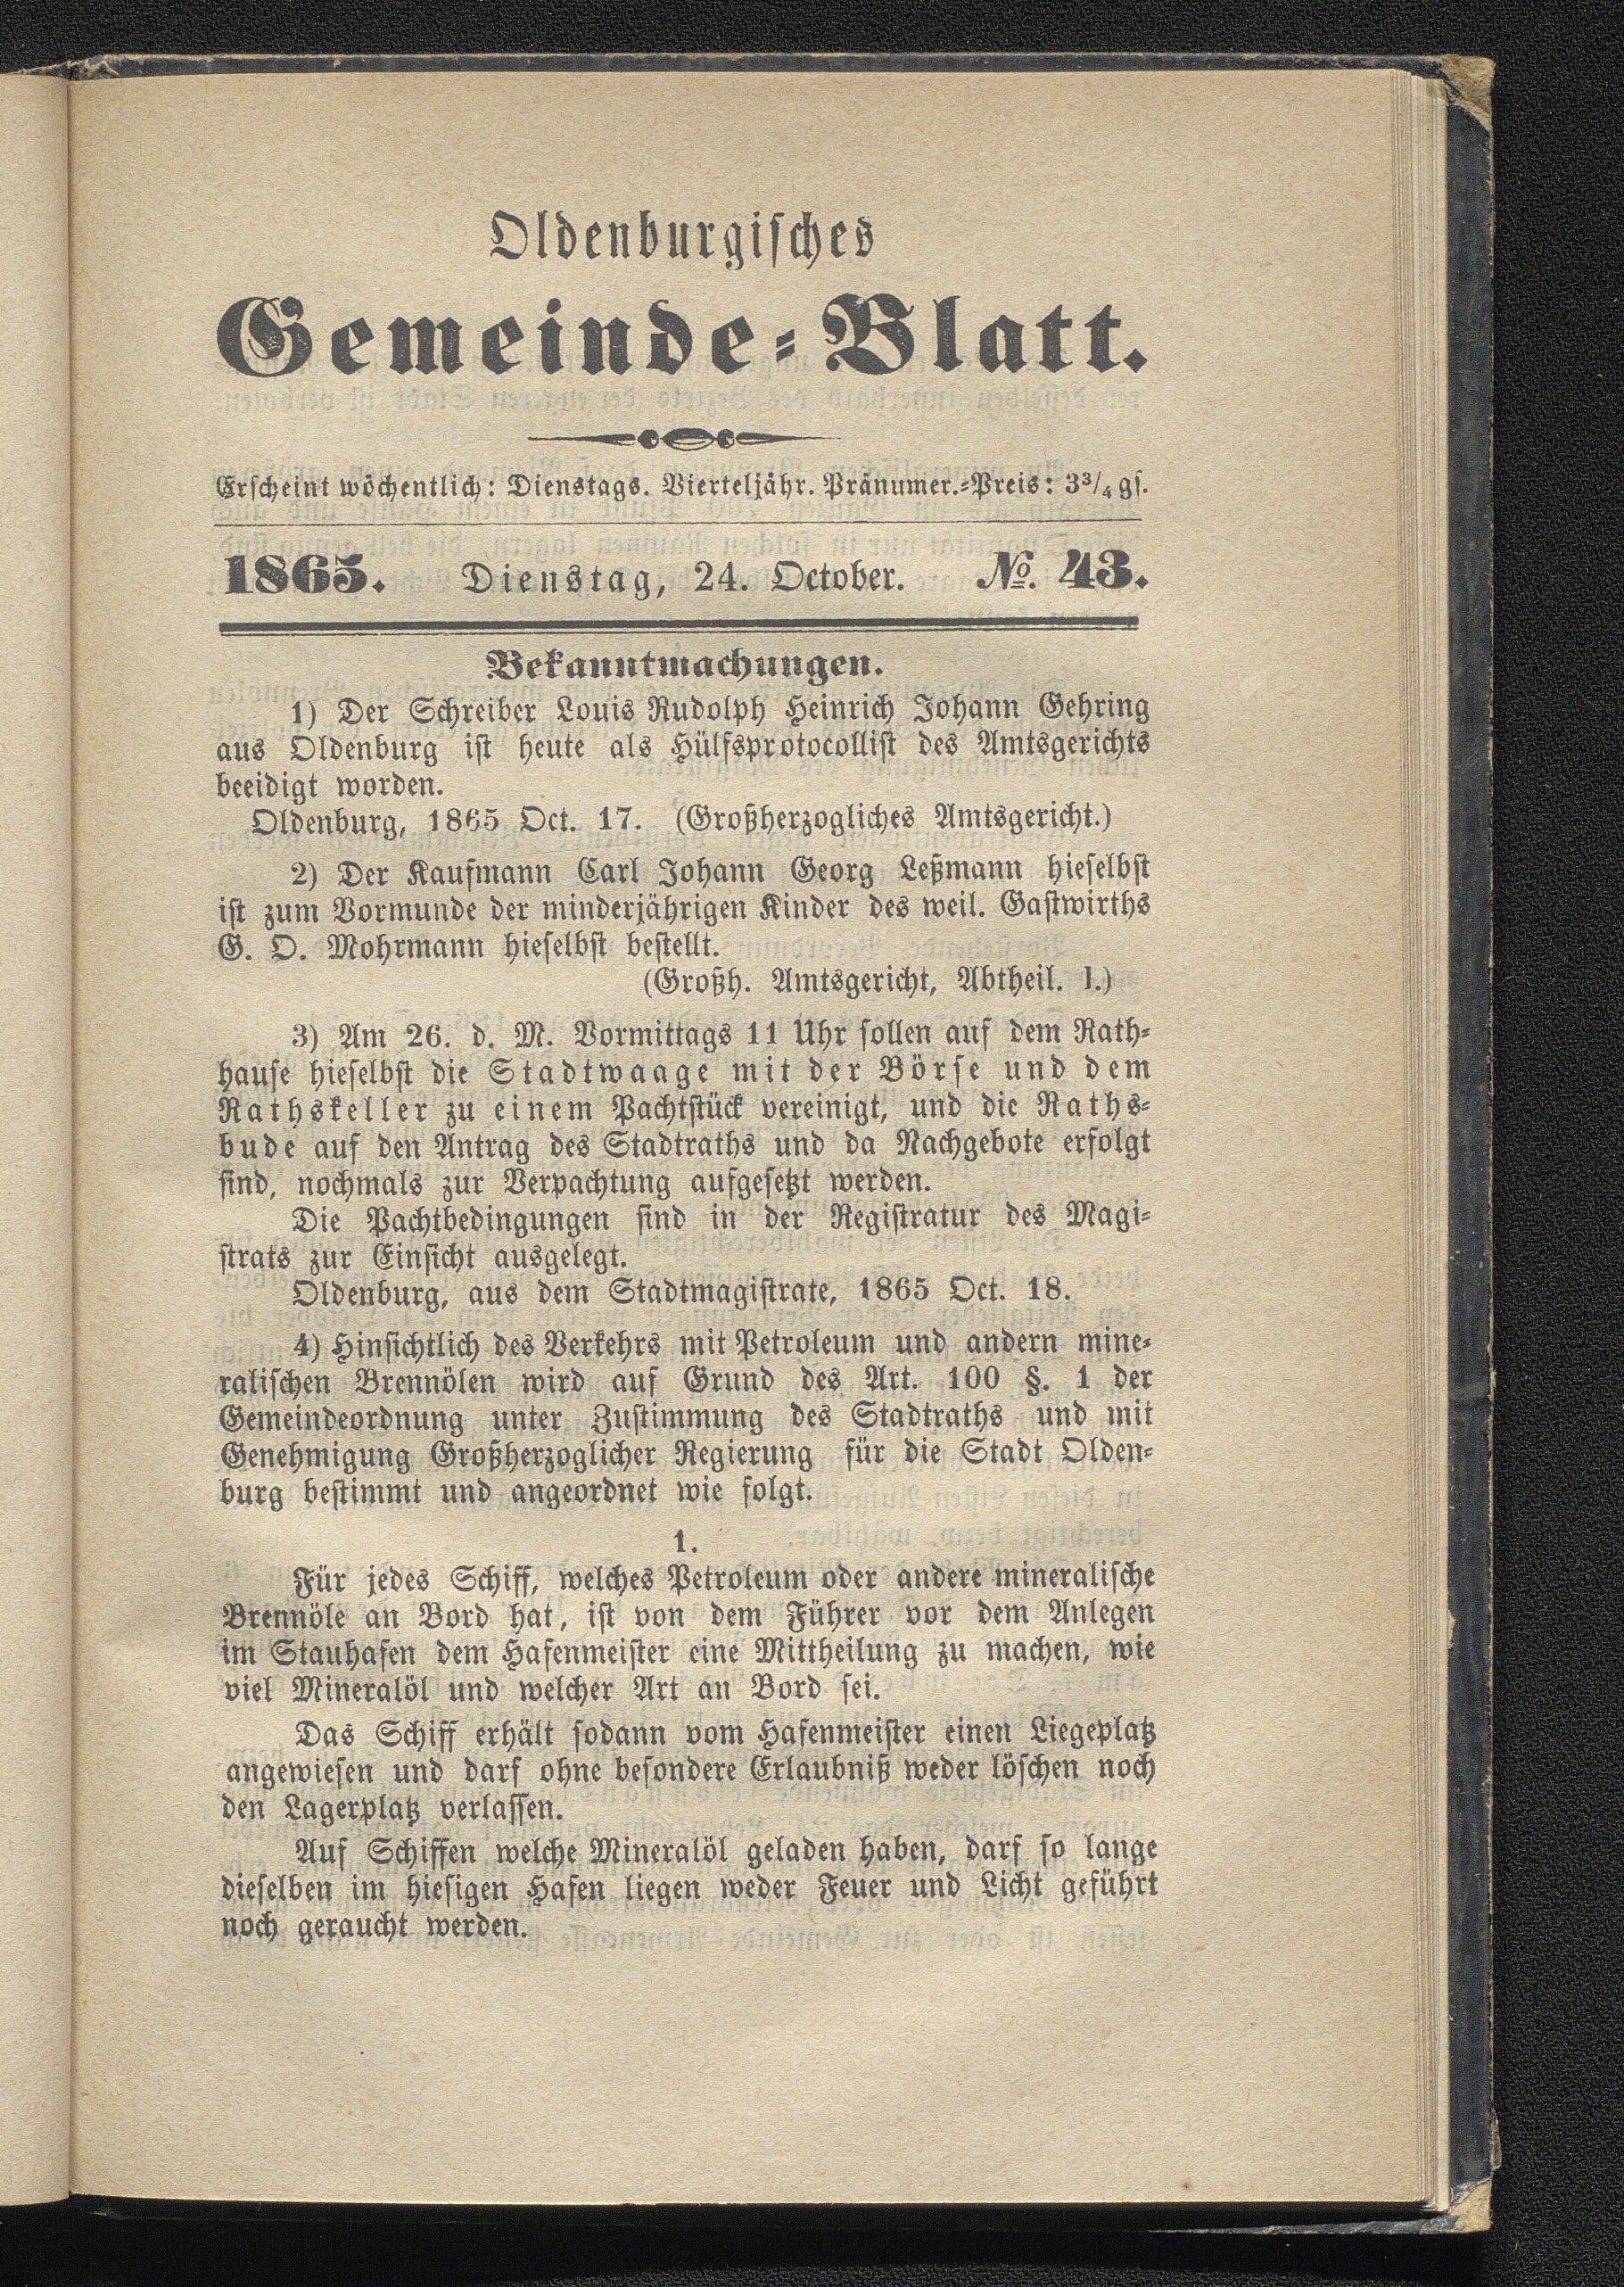 Oldenburgisches
Gemeinde-Blatt.
Erscheint wöchentlich: Dienstags. Vierteljähr. Pränumer.-Preis: 3³/₄ gs.
1865. Dienstag, 24. October. №. 43.
Bekanntmachungen.
1) Der Schreiber Louis Rudolph Heinrich Johann Gehring
aus Oldenburg ist heute als Hülfsprotocollist des Amtsgerichts
beeidigt worden.
Oldenburg, 1865 Oct. 17. (Großherzogliches Amtsgericht.)
2) Der Kaufmann Carl Johann Georg Leßmann hieselbst
ist zum Vormunde der minderjährigen Kinder des weil. Gastwirths
G. O. Mohrmann hieselbst bestellt.
(Großh. Amtsgericht, Abtheil. I.)
3) Am 26. d. M. Vormittags 11 Uhr sollen auf dem Rath-
hause hieselbst die Stadtwaage mit der Börse und dem
Rathskeller zu einem Pachtstück vereinigt, und die Raths-
bude auf den Antrag des Stadtraths und da Nachgebote erfolgt
sind, nochmals zur Verpachtung aufgesetzt werden.
Die Pachtbedingungen sind in der Registratur des Magi-
strats zur Einsicht ausgelegt.
Oldenburg, aus dem Stadtmagistrate, 1865 Oct. 18.
4) Hinsichtlich des Verkehrs mit Petroleum und andern mine-
ralischen Brennölen wird auf Grund des Art. 100 §. 1 der
Gemeindeordnung unter Zustimmung des Stadtraths und mit
Genehmigung Großherzoglicher Regierung für die Stadt Olden-
burg bestimmt und angeordnet wie folgt.
1.
Für jedes Schiff, welches Petroleum oder andere mineralische
Brennöle an Bord hat, ist von dem Führer vor dem Anlegen
im Stauhafen dem Hafenmeister eine Mittheilung zu machen, wie
viel Mineralöl und welcher Art an Bord sei.
Das Schiff erhält sodann vom Hafenmeister einen Liegeplatz
angewiesen und darf ohne besondere Erlaubniß weder löschen noch
den Lagerplatz verlassen.
Auf Schiffen welche Mineralöl geladen haben, darf so lange
dieselben im hiesigen Hafen liegen weder Feuer und Licht geführt
noch geraucht werden.